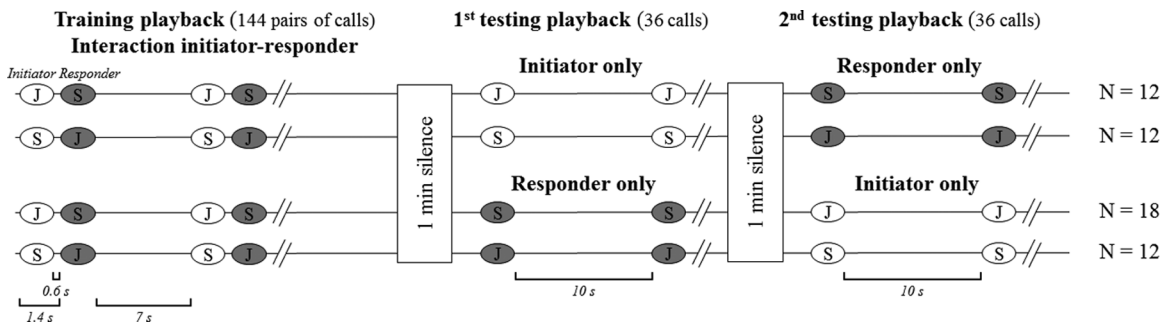 Training playback (144 pairs of calls) 1st testing playback (36 calls) 2nd testing playback (36 calls)
Interaction initiator-responder
Initiator Responder Initiator only Responder only
J S J S J J S S N = 12
S J S J S S J J N = 12
1 min silence 1 min silence
Responder only Initiator only
J S J S S S J J N = 18
S J S J J J S S N = 12
0.6 s 10 s 10 s
1.4 s 7 s